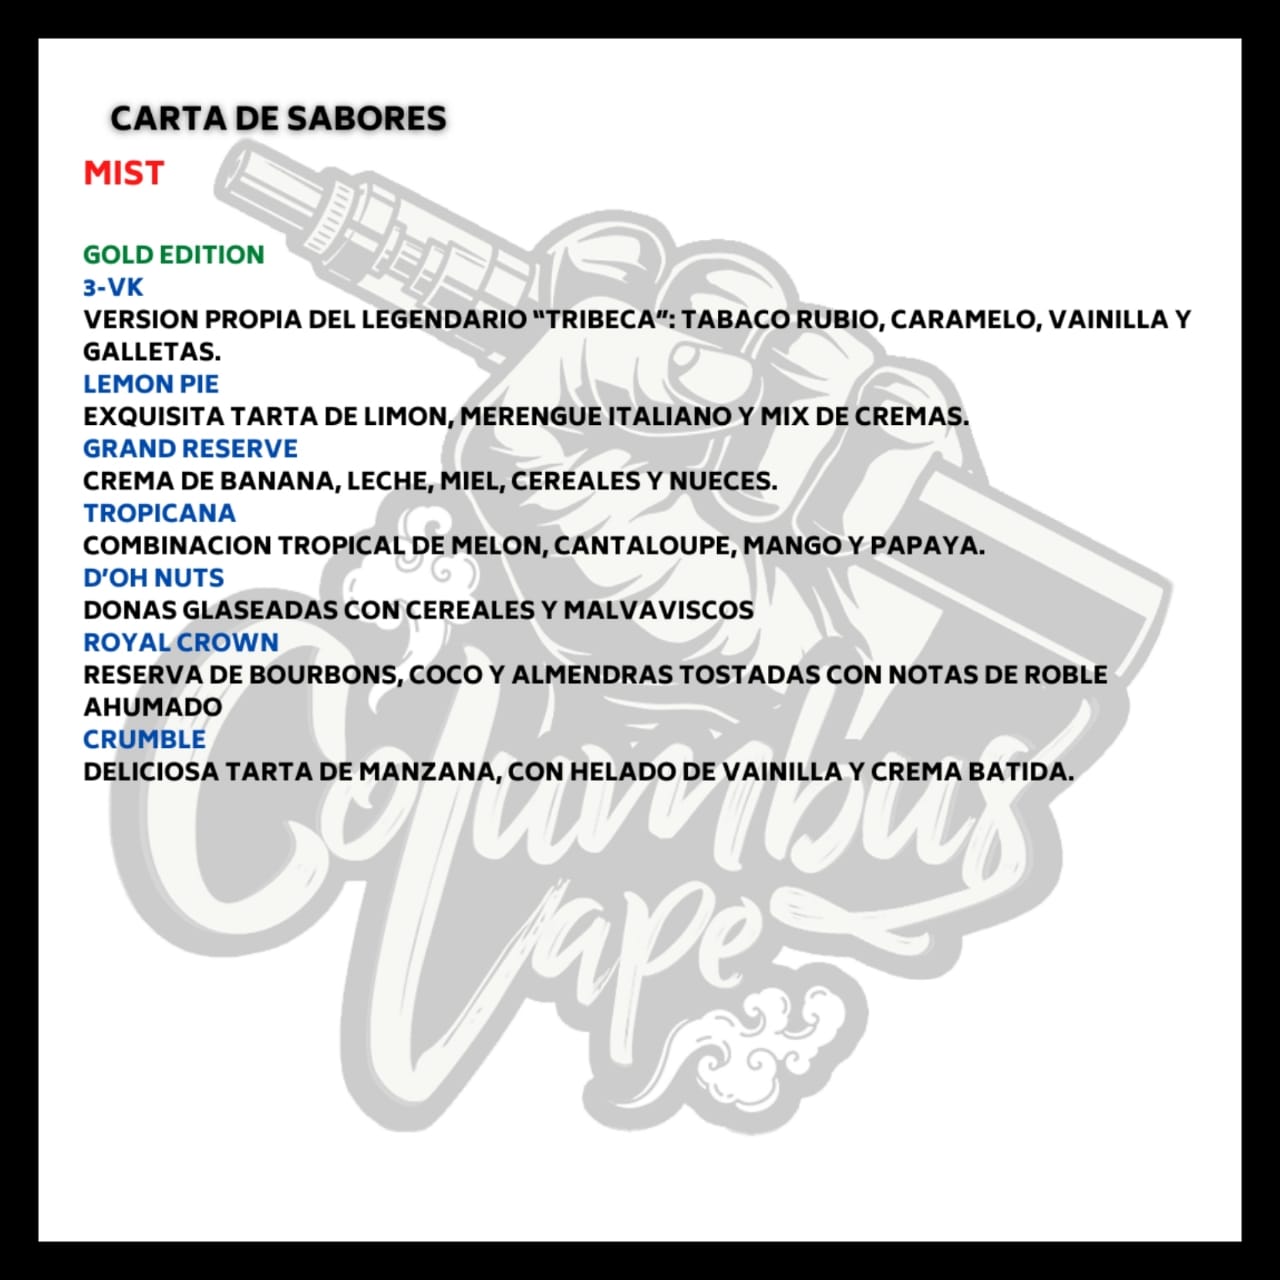 CARTA DE SABORES
MIST
GOLD EDITION
3-VK
VERSION PROPIA DEL LEGENDARIO “TRIBECA”: TABACO RUBIO, CARAMELO, VAINILLA Y
GALLETAS.
LEMON PIE
EXQUISITA TARTA DE LIMON, MERENGUE ITALIANO Y MIX DE CREMAS.
GRAND RESERVE
CREMA DE BANANA, LECHE, MIEL, CEREALES Y NUECES.
TROPICANA
COMBINACION TROPICAL DE MELON, CANTALOUPE, MANGO Y PAPAYA.
D’OH NUTS
DONAS GLASEADAS CON CEREALES Y MALVAVISCOS
ROYAL CROWN
RESERVA DE BOURBONS, COCO Y ALMENDRAS TOSTADAS CON NOTAS DE ROBLE
AHUMADO
CRUMBLE
DELICIOSA TARTA DE MANZANA, CON HELADO DE VAINILLA Y CREMA BATIDA.
Columbus
Vape